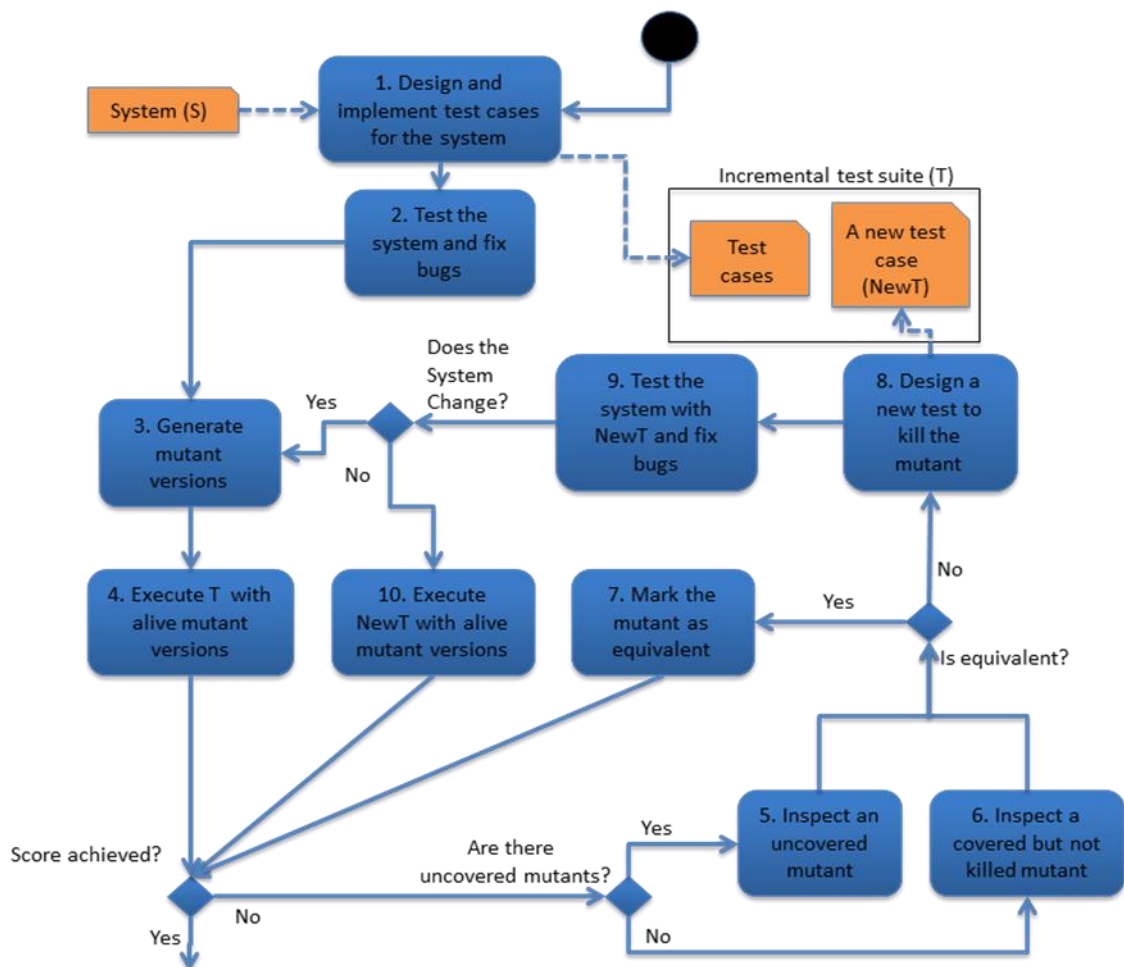 1. Design and
implement test cases
for the system
System (S)
Incremental test suite (T)
2. Test the
system and fix
bugs
Test
cases
A new test
case
(NewT)
Does the
System
Change?
Yes
No
3. Generate
mutant
versions
9. Test the
system with
NewT and fix
bugs
8. Design a
new test to
kill the
mutant
No
4. Execute T with
alive mutant
versions
10. Execute
NewT with alive
mutant versions
7. Mark the
mutant as
equivalent
Yes
Is equivalent?
5. Inspect an
uncovered
mutant
6. Inspect a
covered but not
killed mutant
Score achieved?
Are there
uncovered mutants?
Yes
No
No
Yes